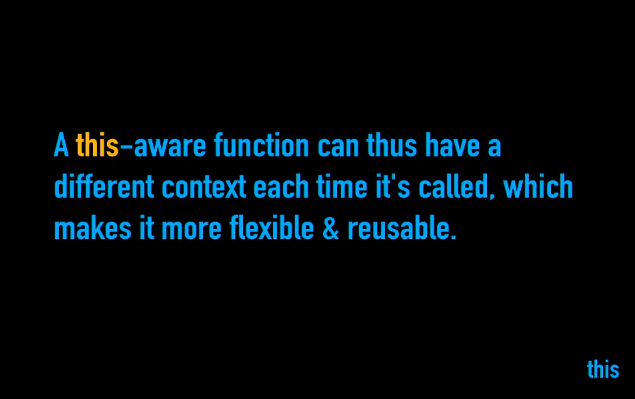 A this-aware function can thus have a
different context each time it's called, which
makes it more flexible & reusable.
this